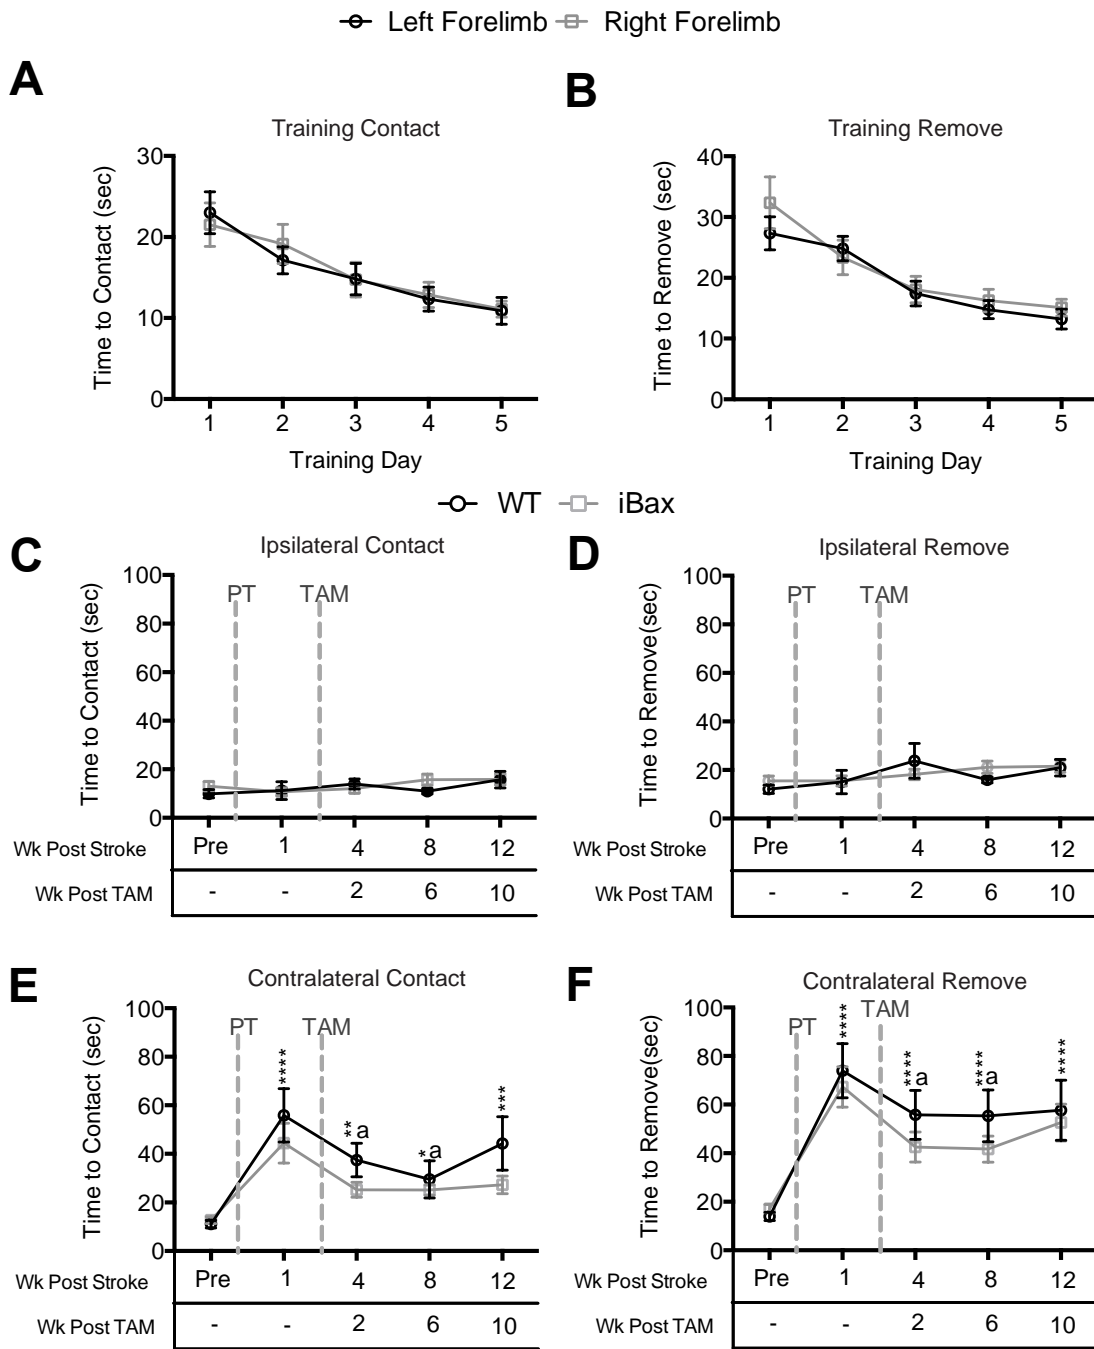 Left Forelimb Right Forelimb
A
B
Training Contact
Training Remove
Time to Contact (sec)
30
20
10
0
1 2 3 4 5
Training Day
Time to Remove (sec)
40
30
20
10
0
1 2 3 4 5
Training Day
WT iBax
C
D
Ipsilateral Contact
Ipsilateral Remove
Time to Contact (sec)
100
80
60
40
20
0
PT TAM
Wk Post Stroke Pre 1 4 8 12
Wk Post TAM - - 2 6 10
Time to Remove(sec)
100
80
60
40
20
0
PT TAM
Wk Post Stroke Pre 1 4 8 12
Wk Post TAM - - 2 6 10
E
F
Contralateral Contact
Contralateral Remove
Time to Contact (sec)
100
80
60
40
20
0
PT TAM
**** **a *a ***
Wk Post Stroke Pre 1 4 8 12
Wk Post TAM - - 2 6 10
Time to Remove(sec)
100
80
60
40
20
0
PT TAM
**** ****a ****a ****
Wk Post Stroke Pre 1 4 8 12
Wk Post TAM - - 2 6 10